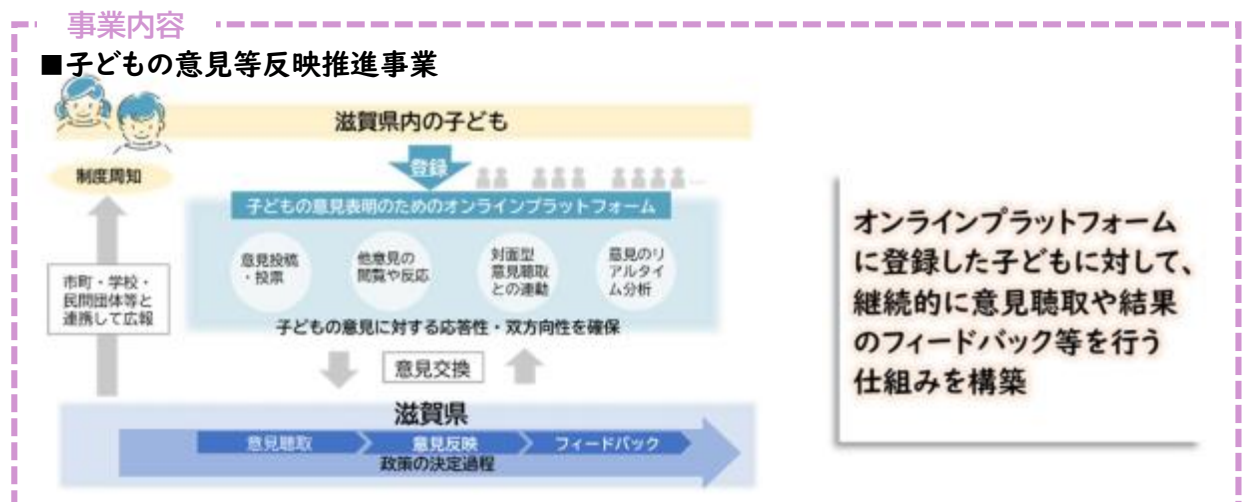 事業内容
■子どもの意見等反映推進事業
滋賀県内の子ども
登録
制度周知
子どもの意見表明のためのオンラインプラットフォーム
意見投稿
・投票
他意見の
閲覧や反応
対面型
意見聴取
との連動
意見のリ
アルタイ
ム分析
市町・学校・
民間団体等と
連携して広報
子どもの意見に対する応答性・双方向性を確保
意見交換
滋賀県
意見聴取
意見反映
フィードバック
政策の決定過程
オンラインプラットフォーム
に登録した子どもに対して、
継続的に意見聴取や結果
のフィードバック等を行う
仕組みを構築